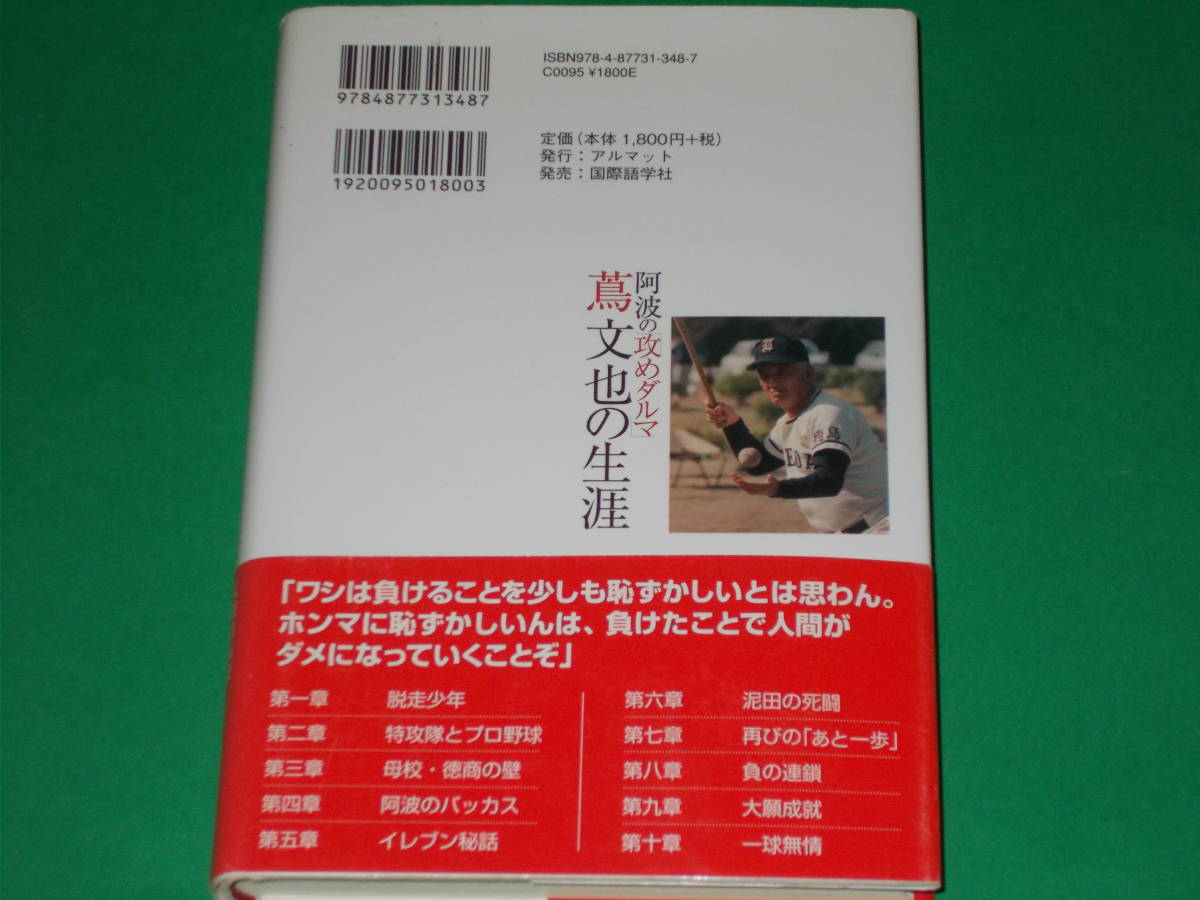 ISBN978-4-87731-348-7
C0095 ¥1800E
9784877313487
定価（本体 1,800円+税）
発行：アルマット
発売：国際語学社
1920095018003
阿波の「攻めダルマ」
蔦文也の生涯
徳島
「ワシは負けることを少しも恥ずかしいとは思わん。
ホンマに恥ずかしいんは、負けたことで人間が
ダメになっていくことぞ」
第一章 脱走少年
第二章 特攻隊とプロ野球
第三章 母校・徳商の壁
第四章 阿波のバッカス
第五章 イレブン秘話
第六章 泥田の死闘
第七章 再びの「あと一歩」
第八章 負の連鎖
第九章 大願成就
第十章 一球無情